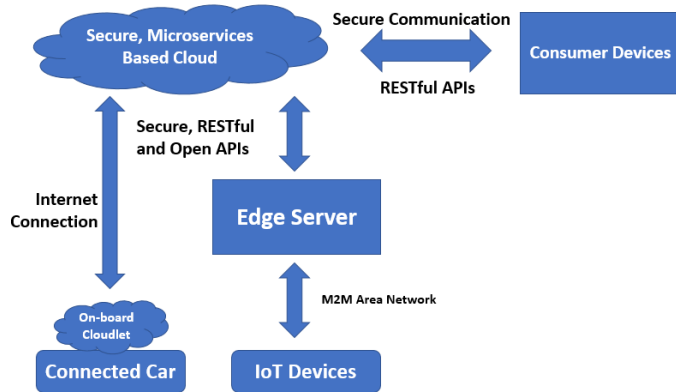 Secure Communication
Secure, Microservices
Based Cloud
Consumer Devices
RESTful APIs
Secure, RESTful
and Open APIs
Internet
Connection
Edge Server
M2M Area Network
On-board
Cloudlet
Connected Car
IoT Devices